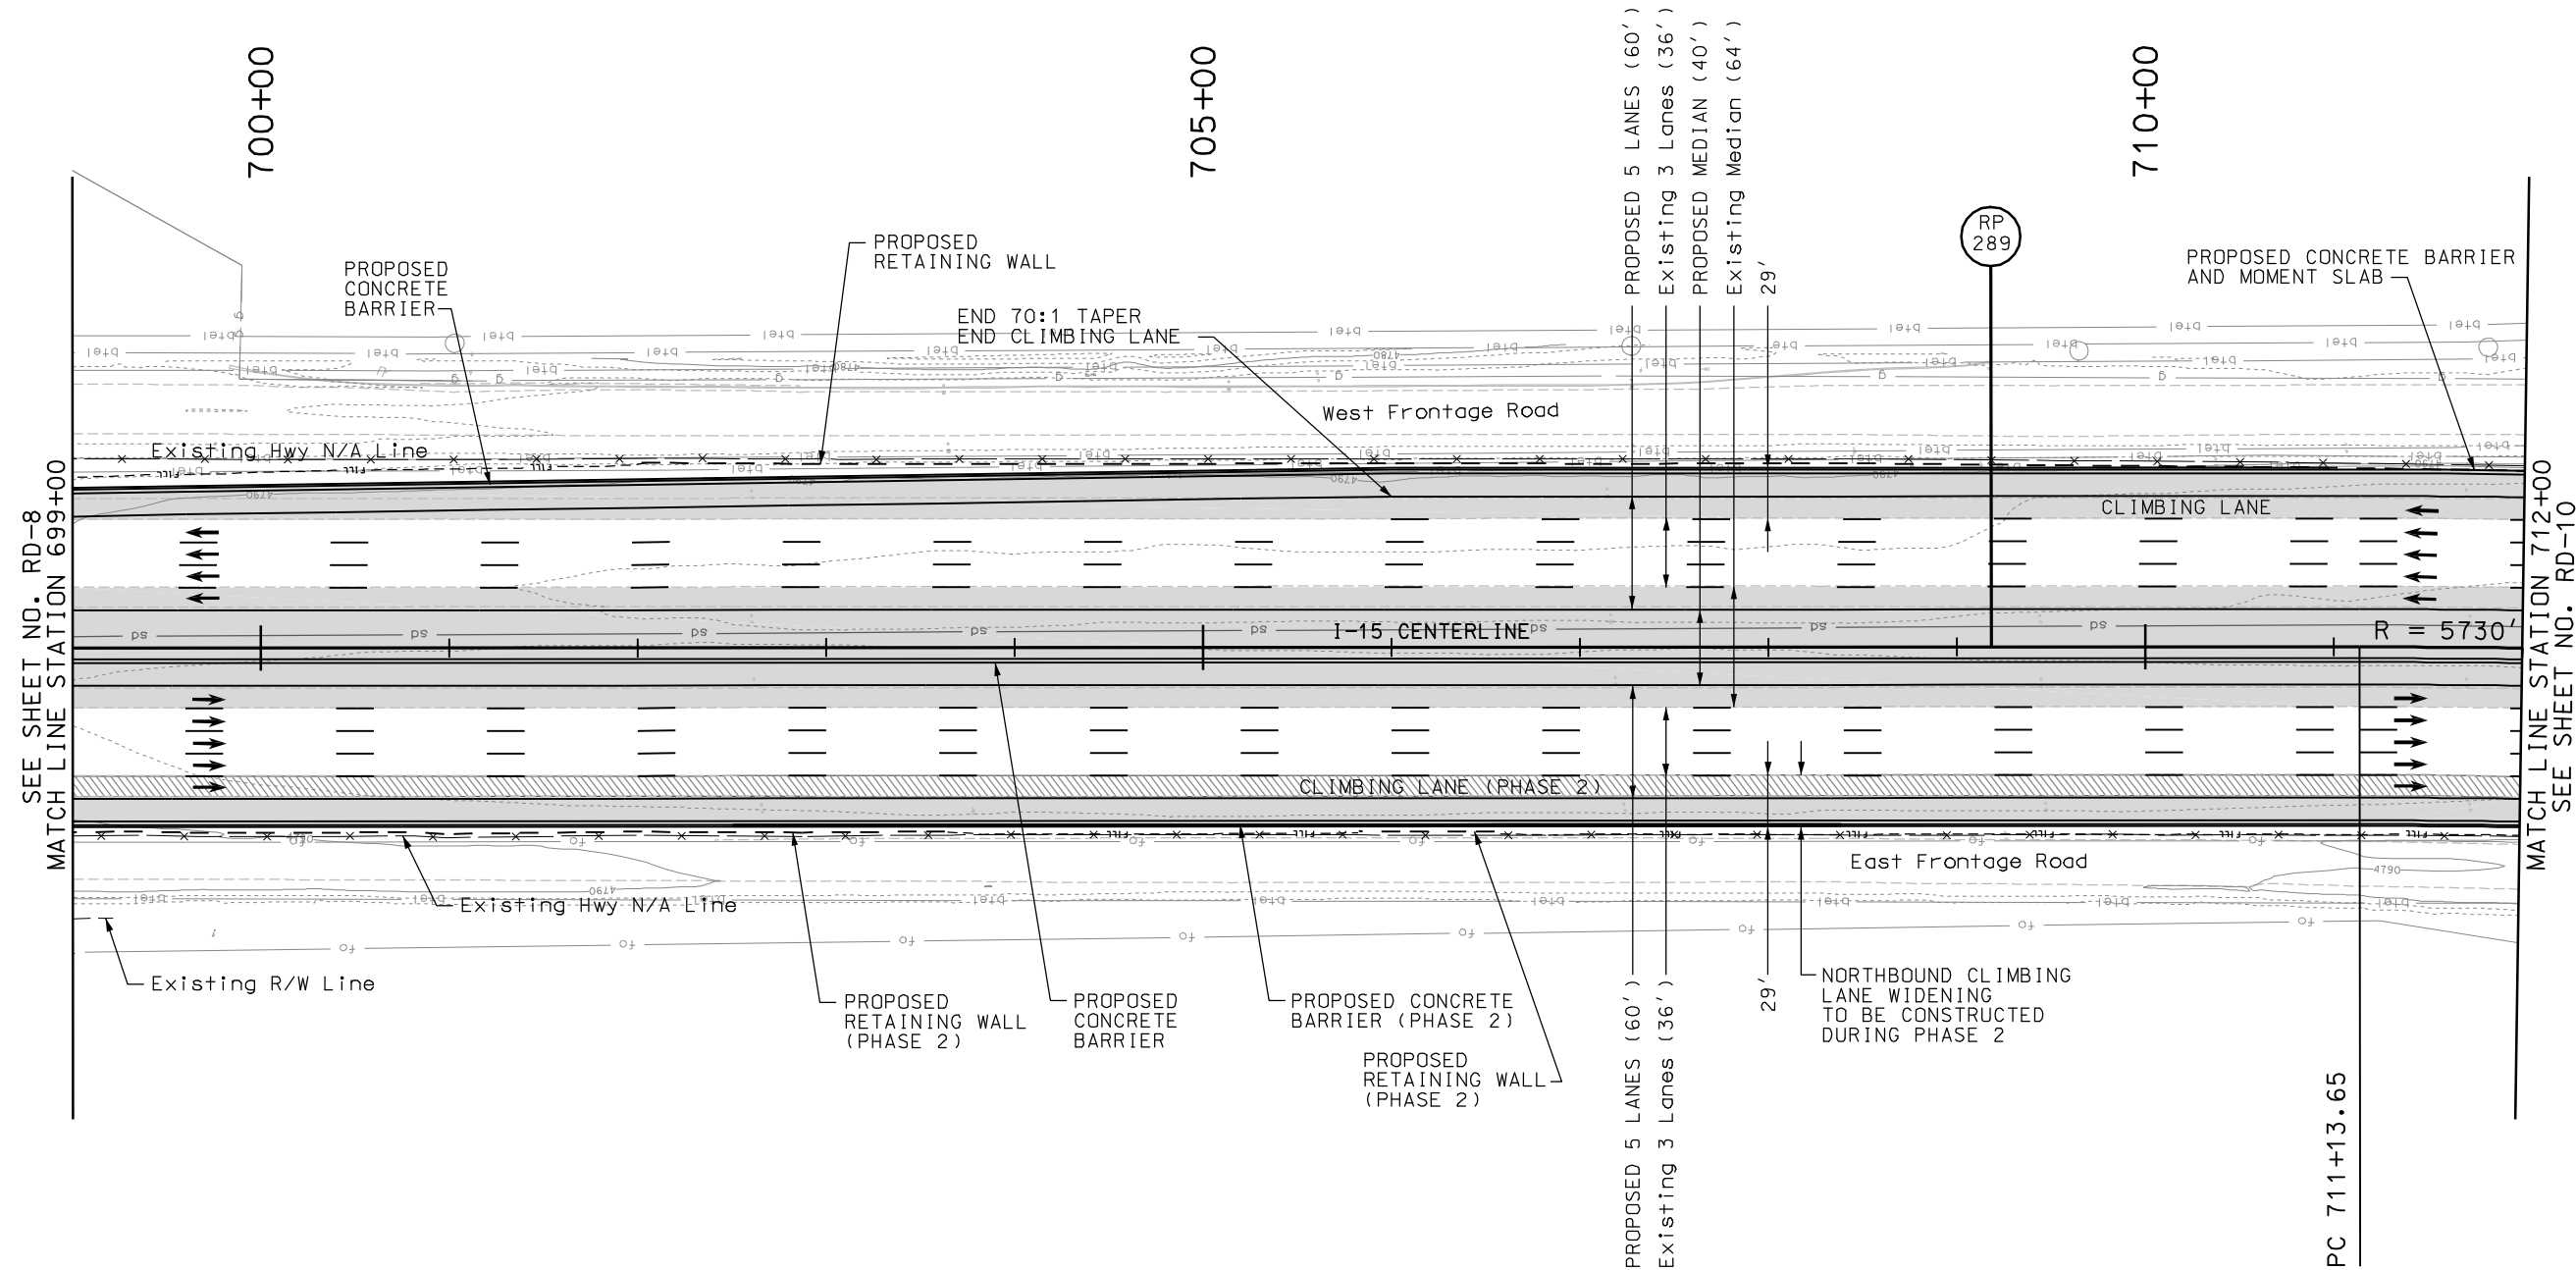 700+00
705+00
710+00
PROPOSED 5 LANES (60')
Existing 3 Lanes (36')
PROPOSED MEDIAN (40')
Existing Median (64')
29'
RP
289
PROPOSED
CONCRETE
BARRIER
PROPOSED
RETAINING WALL
END 70:1 TAPER
END CLIMBING LANE
PROPOSED CONCRETE BARRIER
AND MOMENT SLAB
West Frontage Road
Existing Hwy N/A Line
CLIMBING LANE
SEE SHEET NO. RD-8
MATCH LINE STATION 699+00
MATCH LINE STATION 712+00
SEE SHEET NO. RD-10
I-15 CENTERLINE
R = 5730'
CLIMBING LANE (PHASE 2)
East Frontage Road
Existing Hwy N/A Line
Existing R/W Line
PROPOSED
RETAINING WALL
(PHASE 2)
PROPOSED
CONCRETE
BARRIER
PROPOSED CONCRETE
BARRIER (PHASE 2)
PROPOSED
RETAINING WALL
(PHASE 2)
PROPOSED 5 LANES (60')
Existing 3 Lanes (36')
29'
NORTHBOUND CLIMBING
LANE WIDENING
TO BE CONSTRUCTED
DURING PHASE 2
PC 711+13.65